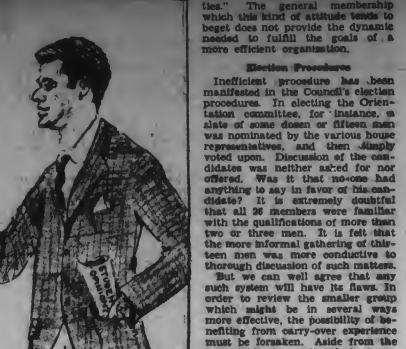 ties." The general membership
which this kind of attitude tends to
beget does not provide the dynamic
needed to fulfill the goals of a
more efficient organization.
Election Procedures
Inefficient procedure has been
manifested in the Council's election
procedures. In electing the Orien-
tation committee, for instance, a
slate of some dozen or fifteen men
was nominated by the various house
representatives, and then simply
voted upon. Discussion of the can-
didates was neither asked for nor
offered. Was it that no-one had
anything to say in favor of his can-
didate? It is extremely doubtful
that all 26 members were familiar
with the qualifications of more than
two or three men. It is felt that
the more informal gathering of thir-
teen men was more conductive to
thorough discussion of such matters.
But we can well agree that any
such system will have its flaws. In
order to review the smaller group
which might be in several ways
more effective, the possibility of be-
nefiting from carry-over experience
must be forsaken. Aside from the
STUDENT